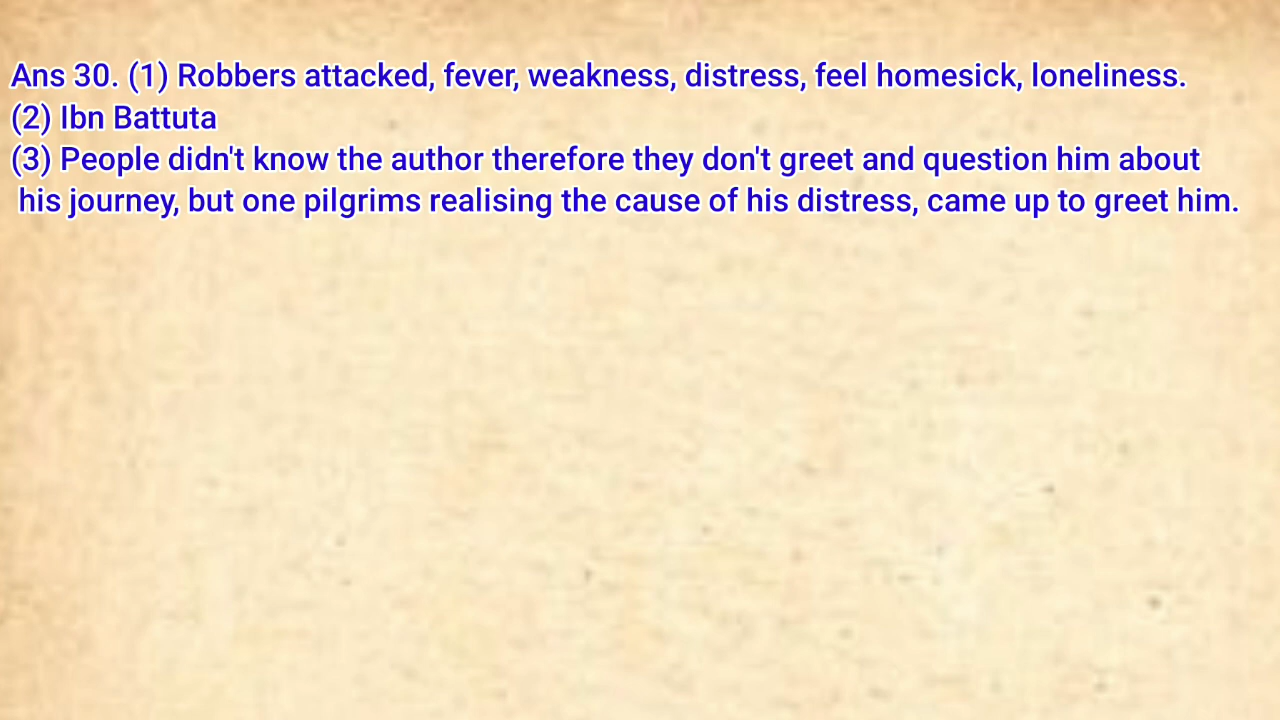 Ans 30. (1) Robbers attacked, fever, weakness, distress, feel homesick, loneliness.
(2) Ibn Battuta
(3) People didn't know the author therefore they don't greet and question him about
his journey, but one pilgrims realising the cause of his distress, came up to greet him.